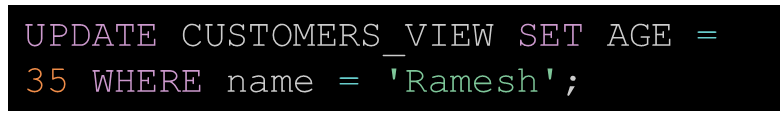 UPDATE CUSTOMERS_VIEW SET AGE =
35 WHERE name = 'Ramesh';